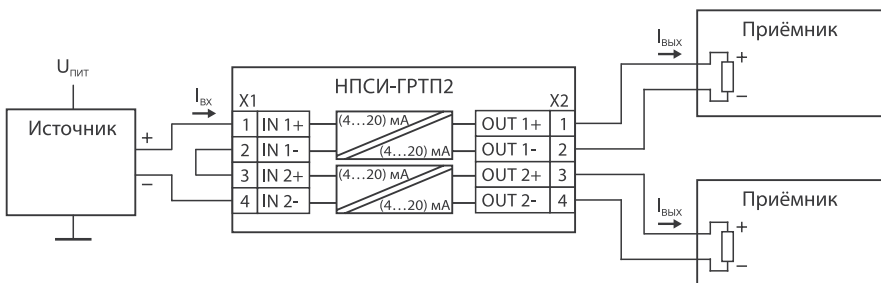 Приёмник
Iвых
+
−
Uпит
НПСИ-ГРТП2
Iвх
X1
X2
Источник
+
−
1 IN 1+ (4...20) мА OUT 1+ 1
2 IN 1- (4...20) мА OUT 1- 2
3 IN 2+ (4...20) мА OUT 2+ 3
4 IN 2- (4...20) мА OUT 2- 4
Приёмник
Iвых
+
−